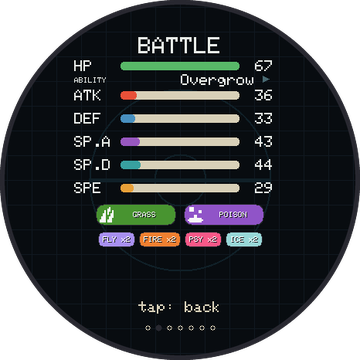 BATTLE
HP 67
ABILITY Overgrow
ATK 36
DEF 33
SP.A 43
SP.D 44
SPE 29
GRASS POISON
FLY x2 FIRE x2 PSY x2 ICE x2
tap: back